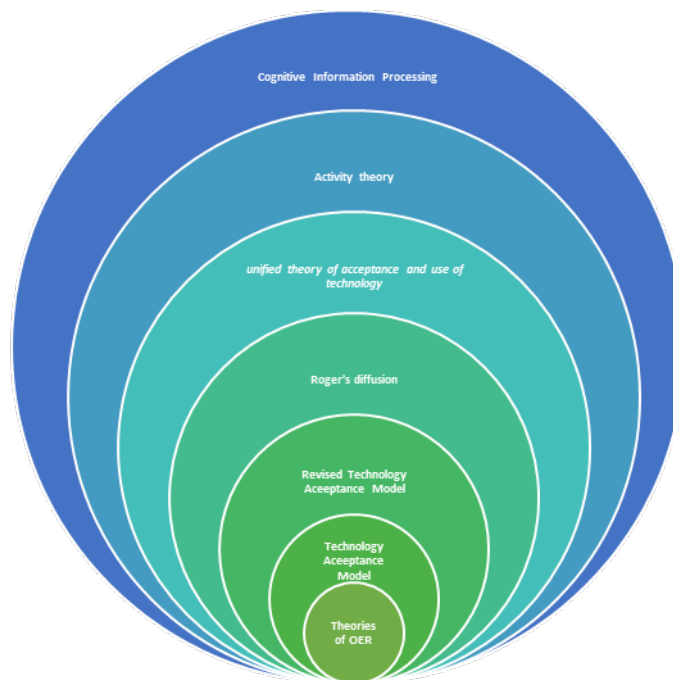 Cognitive Information Processing
Activity theory
unified theory of acceptance and use of
technology
Roger's diffusion
Revised Technology
Aceeptance Model
Technology
Aceeptance
Model
Theories
of OER